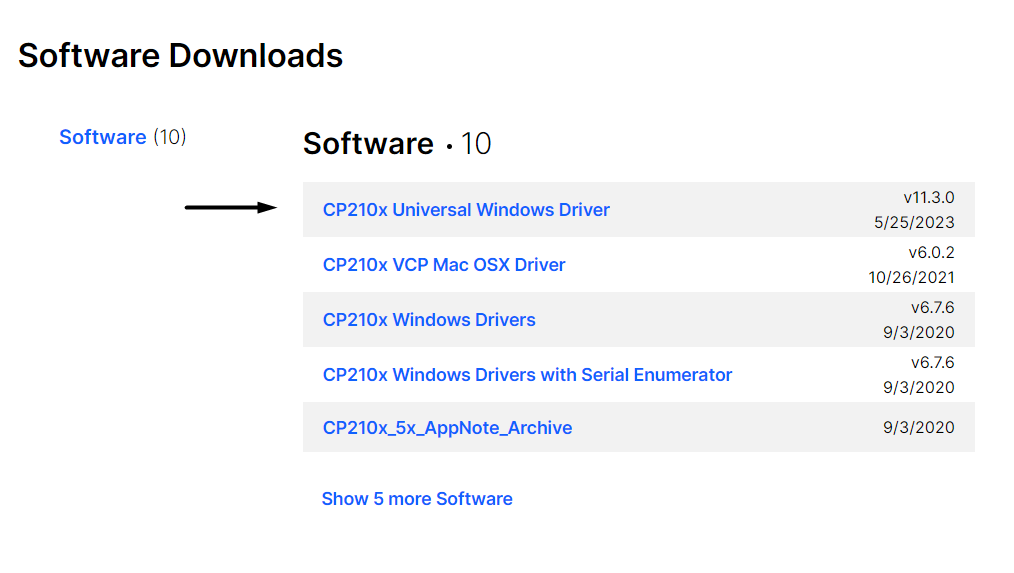 Software Downloads
Software (10)
Software • 10
CP210x Universal Windows Driver
v11.3.0
5/25/2023
CP210x VCP Mac OSX Driver
v6.0.2
10/26/2021
CP210x Windows Drivers
v6.7.6
9/3/2020
CP210x Windows Drivers with Serial Enumerator
v6.7.6
9/3/2020
CP210x_5x_AppNote_Archive
9/3/2020
Show 5 more Software